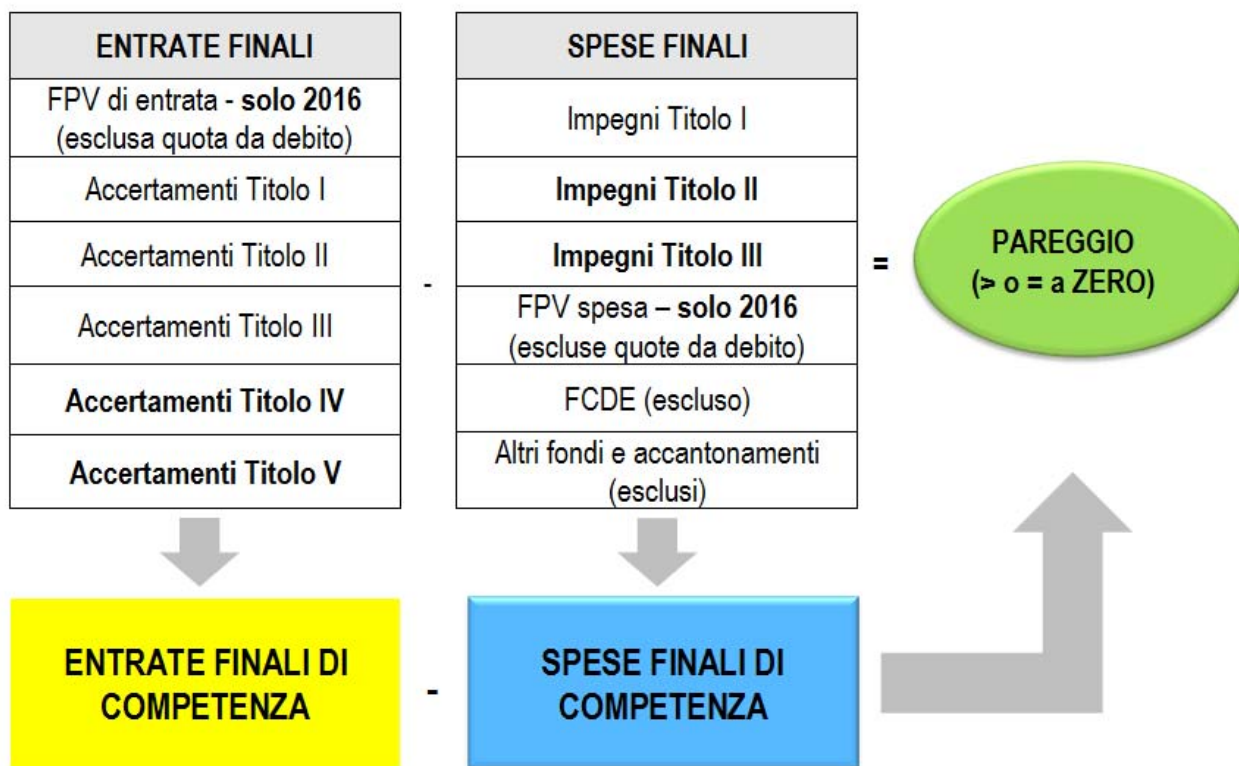 ENTRATE FINALI
FPV di entrata - solo 2016
(esclusa quota da debito)
Accertamenti Titolo I
Accertamenti Titolo II
Accertamenti Titolo III
Accertamenti Titolo IV
Accertamenti Titolo V
-
SPESE FINALI
Impegni Titolo I
Impegni Titolo II
Impegni Titolo III
FPV spesa – solo 2016
(escluse quote da debito)
FCDE (escluso)
Altri fondi e accantonamenti
(esclusi)
=
PAREGGIO
(> o = a ZERO)
ENTRATE FINALI DI
COMPETENZA
-
SPESE FINALI DI
COMPETENZA